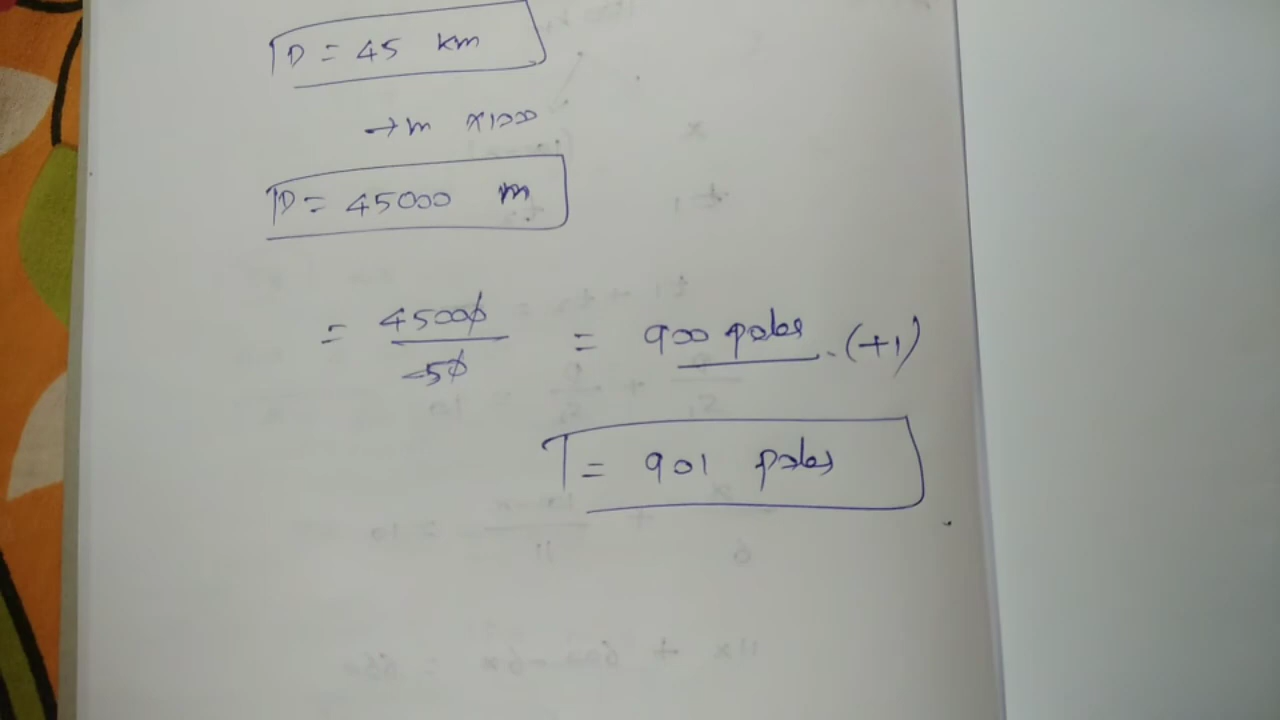 D = 45 km
→ m ×1000
D = 45000 m
= 45000 / 50 = 900 poles. (+1)
= 901 poles